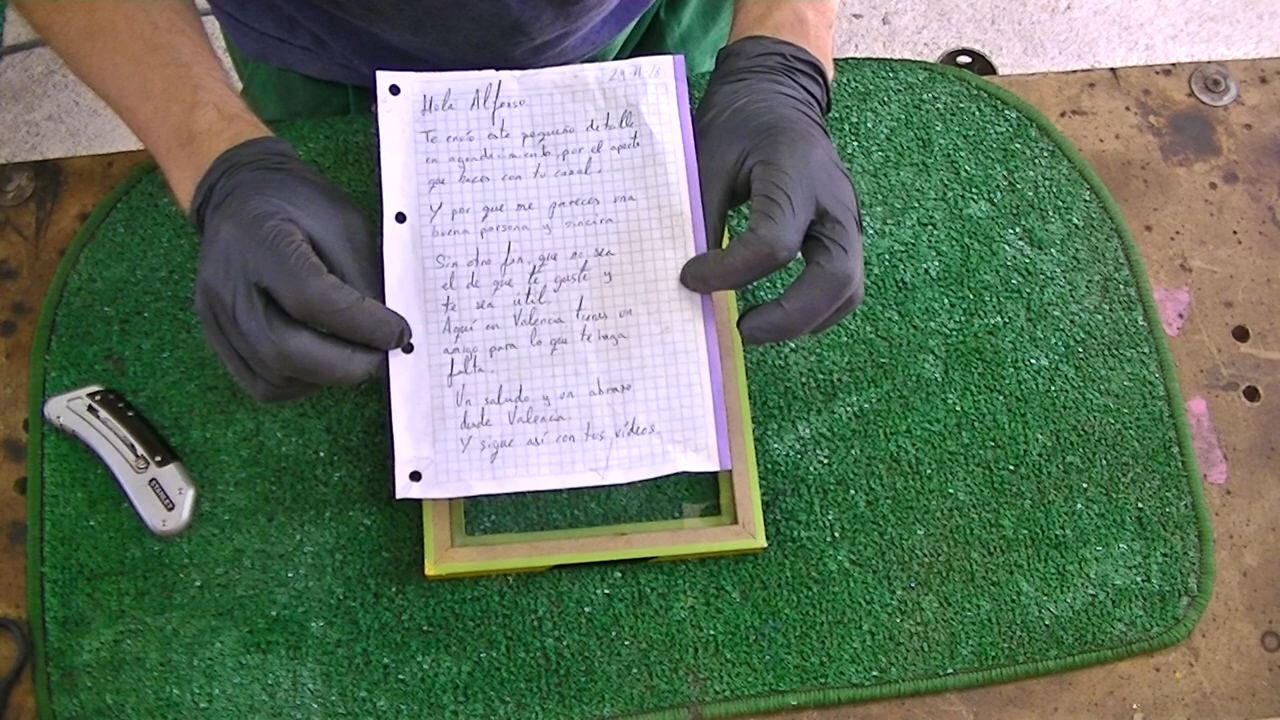 29-11-16
Hola Alfonso
Te envío este pequeño detalle
en agradecimiento, por el aporte
que haces con tu canal.
Y por que me pareces una
buena persona y sincera
Sin otro fin, que no sea
el de que te guste y
te sea útil.
Aquí en Valencia tienes un
amigo para lo que te haga
falta.
Un saludo y un abrazo
desde Valencia.
Y sigue así con tus vídeos.
STANLEY